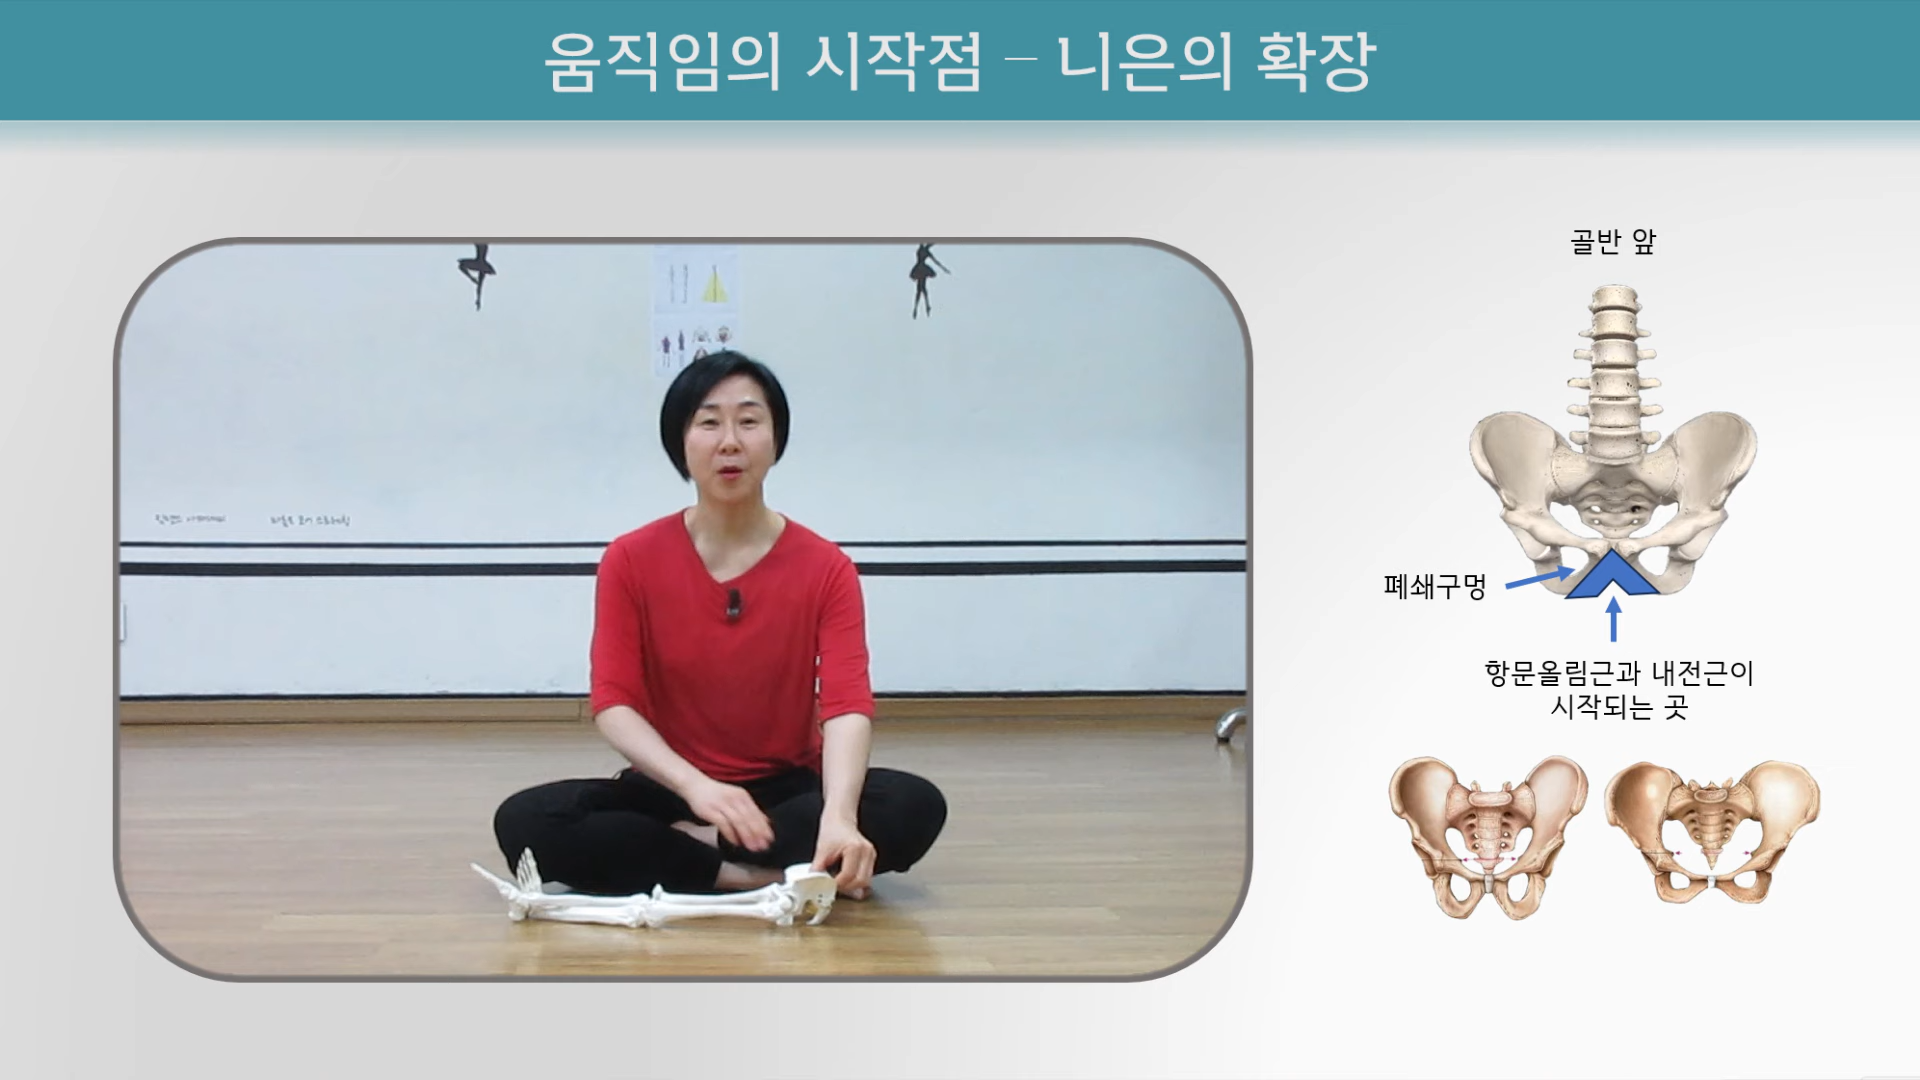 움직임의 시작점 – 니은의 확장
골반 앞
폐쇄구멍
항문올림근과 내전근이
시작되는 곳